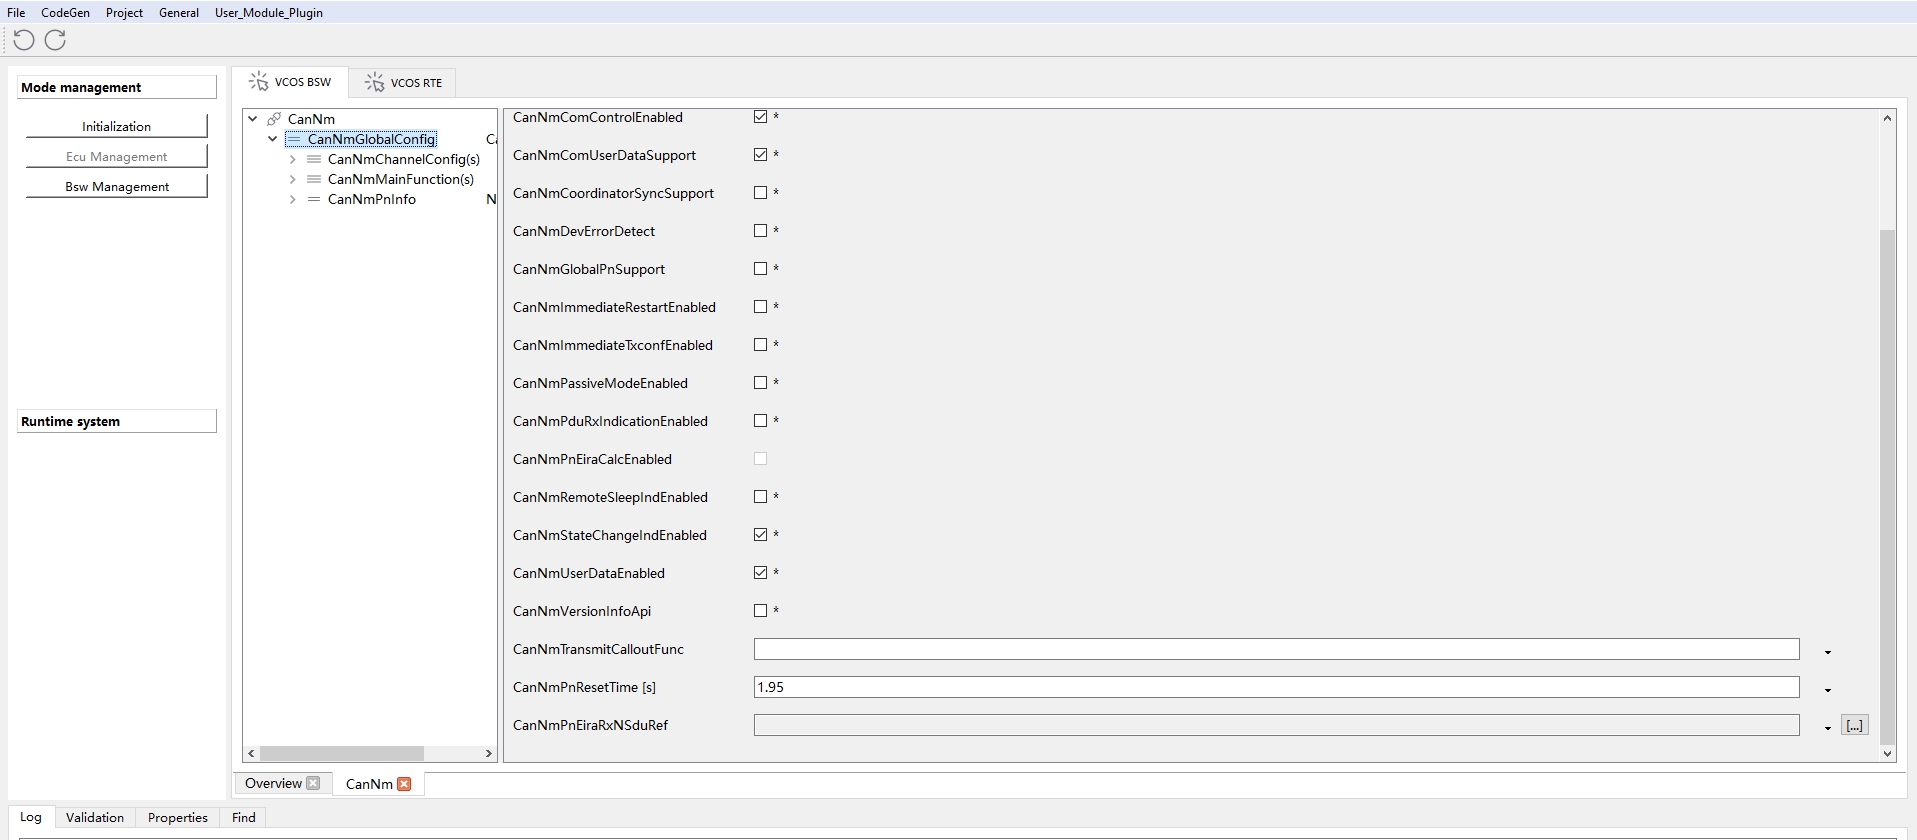 File CodeGen Project General User_Module_Plugin
Mode management
Initialization
Ecu Management
Bsw Management
Runtime system
VCOS BSW VCOS RTE
CanNm
CanNmGlobalConfig Ca
CanNmChannelConfig(s)
CanNmMainFunction(s)
CanNmPnInfo N
CanNmComControlEnabled *
CanNmComUserDataSupport *
CanNmCoordinatorSyncSupport *
CanNmDevErrorDetect *
CanNmGlobalPnSupport *
CanNmImmediateRestartEnabled *
CanNmImmediateTxconfEnabled *
CanNmPassiveModeEnabled *
CanNmPduRxIndicationEnabled *
CanNmPnEiraCalcEnabled
CanNmRemoteSleepIndEnabled *
CanNmStateChangeIndEnabled *
CanNmUserDataEnabled *
CanNmVersionInfoApi *
CanNmTransmitCalloutFunc
CanNmPnResetTime [s] 1.95
CanNmPnEiraRxNSduRef [...]
Overview CanNm
Log Validation Properties Find